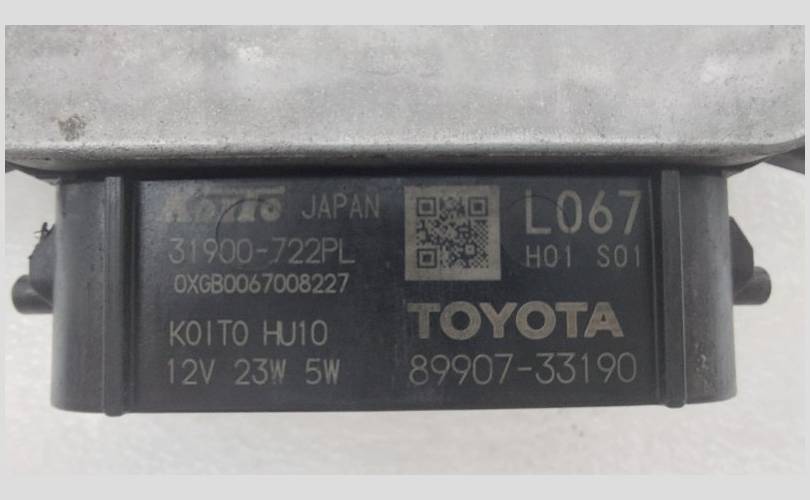 KOITO JAPAN
31900-722PL
0XGB0067008227
KOITO HU10
12V 23W 5W
L067
H01 S01
TOYOTA
89907-33190